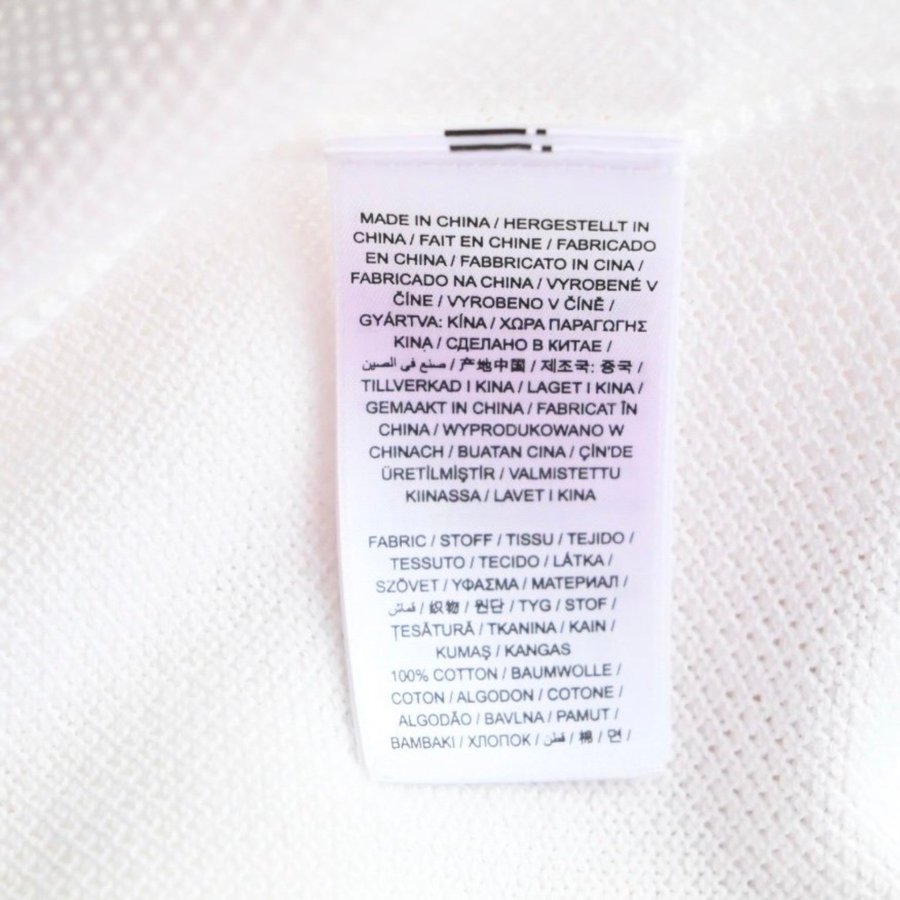 MADE IN CHINA / HERGESTELLT IN
CHINA / FAIT EN CHINE / FABRICADO
EN CHINA / FABBRICATO IN CINA /
FABRICADO NA CHINA / VYROBENÉ V
ČÍNE / VYROBENO V ČÍNĚ /
GYÁRTVA: KÍNA / ΧΩΡΑ ΠΑΡΑΓΩΓΗΣ
ΚΙΝΑ / СДЕЛАНО В КИТАЕ /
صنع في الصين / 产地中国 / 제조국: 중국 /
TILLVERKAD I KINA / LAGET I KINA /
GEMAAKT IN CHINA / FABRICAT ÎN
CHINA / WYPRODUKOWANO W
CHINACH / BUATAN CINA / ÇİN'DE
ÜRETİLMİŞTİR / VALMISTETTU
KIINASSA / LAVET I KINA
FABRIC / STOFF / TISSU / TEJIDO /
TESSUTO / TECIDO / LÁTKA /
SZÖVET / ΥΦΑΣΜΑ / МАТЕРИАЛ /
قماش / 织物 / 원단 / TYG / STOF /
ȚESĂTURĂ / TKANINA / KAIN /
KUMAŞ / KANGAS
100% COTTON / BAUMWOLLE /
COTON / ALGODON / COTONE /
ALGODÃO / BAVLNA / PAMUT /
BAMBAKI / ХЛОПОК / قطن / 棉 / 면 /